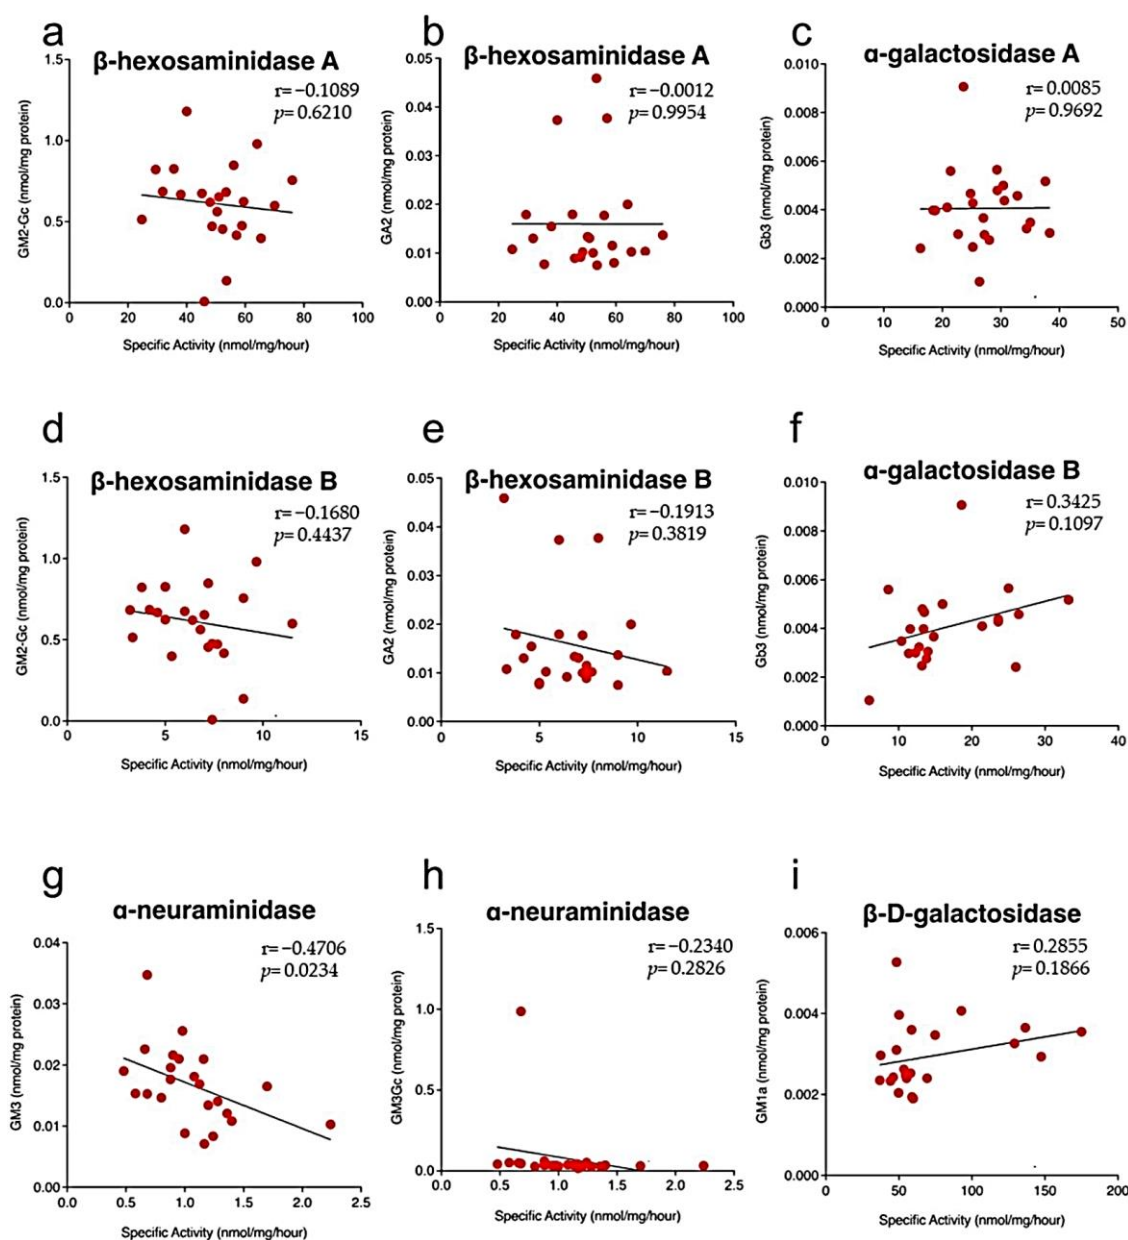 a
β-hexosaminidase A
r=−0.1089
p=0.6210
GM2-Gc (nmol/mg protein)
1.5
1.0
0.5
0.0
0 20 40 60 80 100
Specific Activity (nmol/mg/hour)
b
β-hexosaminidase A
r=−0.0012
p=0.9954
GA2 (nmol/mg protein)
0.05
0.04
0.03
0.02
0.01
0.00
0 20 40 60 80 100
Specific Activity (nmol/mg/hour)
c
α-galactosidase A
r=0.0085
p=0.9692
Gb3 (nmol/mg protein)
0.010
0.008
0.006
0.004
0.002
0.000
0 10 20 30 40 50
Specific Activity (nmol/mg/hour)
d
β-hexosaminidase B
r=−0.1680
p=0.4437
GM2-Gc (nmol/mg protein)
1.5
1.0
0.5
0.0
0 5 10 15
Specific Activity (nmol/mg/hour)
e
β-hexosaminidase B
r=−0.1913
p=0.3819
GA2 (nmol/mg protein)
0.05
0.04
0.03
0.02
0.01
0.00
0 5 10 15
Specific Activity (nmol/mg/hour)
f
α-galactosidase B
r=0.3425
p=0.1097
Gb3 (nmol/mg protein)
0.010
0.008
0.006
0.004
0.002
0.000
0 10 20 30 40
Specific Activity (nmol/mg/hour)
g
α-neuraminidase
r=−0.4706
p=0.0234
GM3 (nmol/mg protein)
0.04
0.03
0.02
0.01
0.00
0.0 0.5 1.0 1.5 2.0 2.5
Specific Activity (nmol/mg/hour)
h
α-neuraminidase
r=−0.2340
p=0.2826
GM3Gc (nmol/mg protein)
1.5
1.0
0.5
0.0
0.0 0.5 1.0 1.5 2.0 2.5
Specific Activity (nmol/mg/hour)
i
β-D-galactosidase
r=0.2855
p=0.1866
GM1a (nmol/mg protein)
0.006
0.004
0.002
0.000
0 50 100 150 200
Specific Activity (nmol/mg/hour)